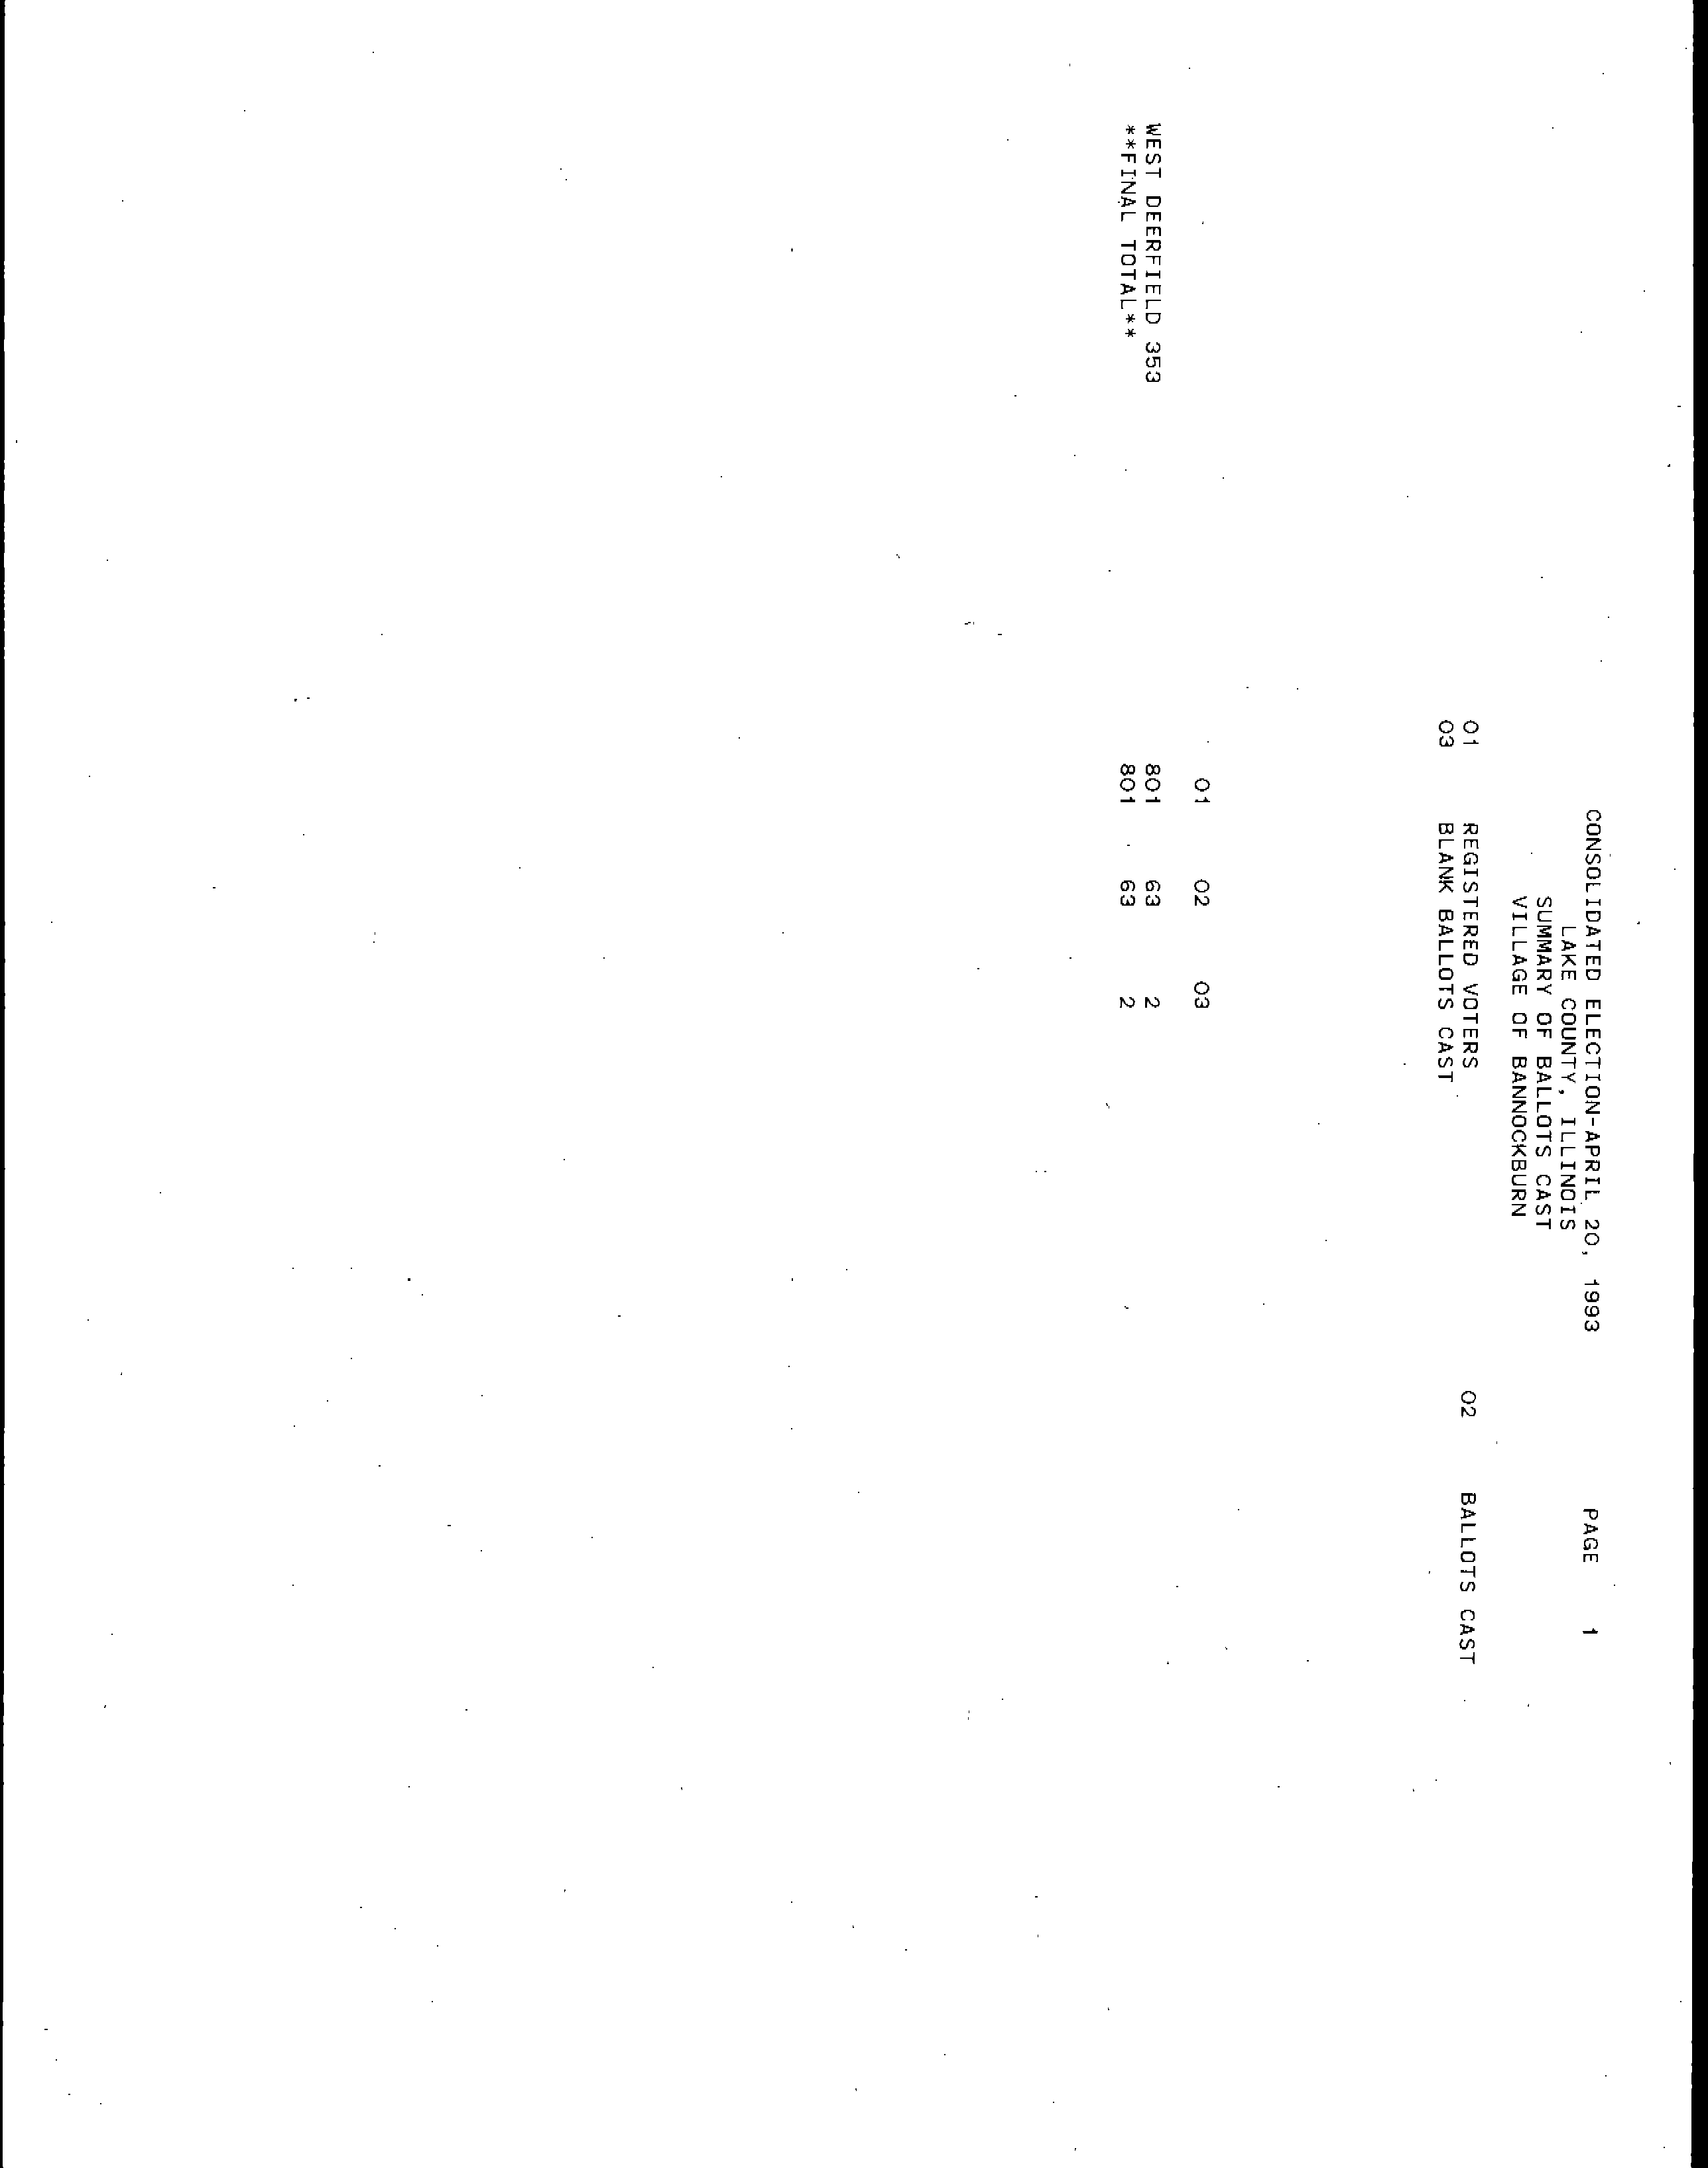 CONSOLIDATED ELECTION-APRIL 20, 1993 PAGE 1
LAKE COUNTY, ILLINOIS
SUMMARY OF BALLOTS CAST
VILLAGE OF BANNOCKBURN
01 REGISTERED VOTERS 02 BALLOTS CAST
03 BLANK BALLOTS CAST
01 02 03
WEST DEERFIELD 353 801 63 2
**FINAL TOTAL** 801 63 2